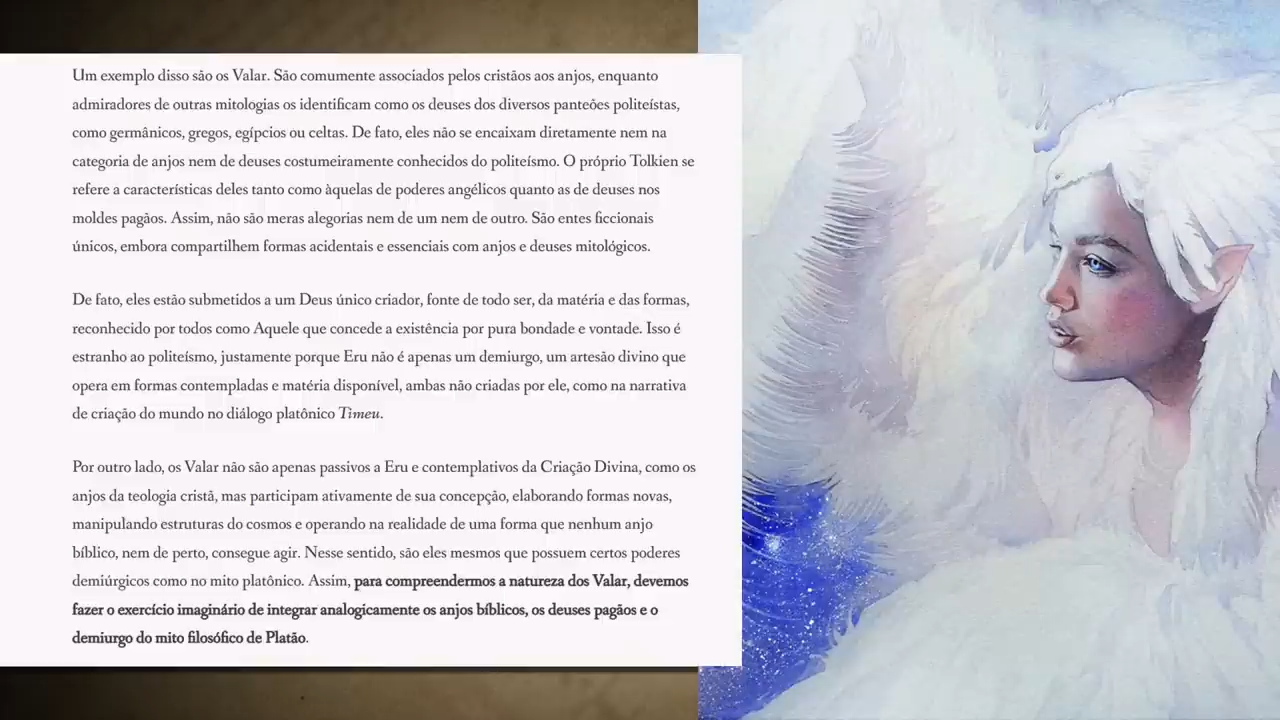 Um exemplo disso são os Valar. São comumente associados pelos cristãos aos anjos, enquanto
admiradores de outras mitologias os identificam como os deuses dos diversos panteões politeístas,
como germânicos, gregos, egípcios ou celtas. De fato, eles não se encaixam diretamente nem na
categoria de anjos nem de deuses costumeiramente conhecidos do politeísmo. O próprio Tolkien se
refere a características deles tanto como àquelas de poderes angélicos quanto as de deuses nos
moldes pagãos. Assim, não são meras alegorias nem de um nem de outro. São entes ficcionais
únicos, embora compartilhem formas acidentais e essenciais com anjos e deuses mitológicos.
De fato, eles estão submetidos a um Deus único criador, fonte de todo ser, da matéria e das formas,
reconhecido por todos como Aquele que concede a existência por pura bondade e vontade. Isso é
estranho ao politeísmo, justamente porque Eru não é apenas um demiurgo, um artesão divino que
opera em formas contempladas e matéria disponível, ambas não criadas por ele, como na narrativa
de criação do mundo no diálogo platônico Timeu.
Por outro lado, os Valar não são apenas passivos a Eru e contemplativos da Criação Divina, como os
anjos da teologia cristã, mas participam ativamente de sua concepção, elaborando formas novas,
manipulando estruturas do cosmos e operando na realidade de uma forma que nenhum anjo
bíblico, nem de perto, consegue agir. Nesse sentido, são eles mesmos que possuem certos poderes
demiúrgicos como no mito platônico. Assim, para compreendermos a natureza dos Valar, devemos
fazer o exercício imaginário de integrar analogicamente os anjos bíblicos, os deuses pagãos e o
demiurgo do mito filosófico de Platão.